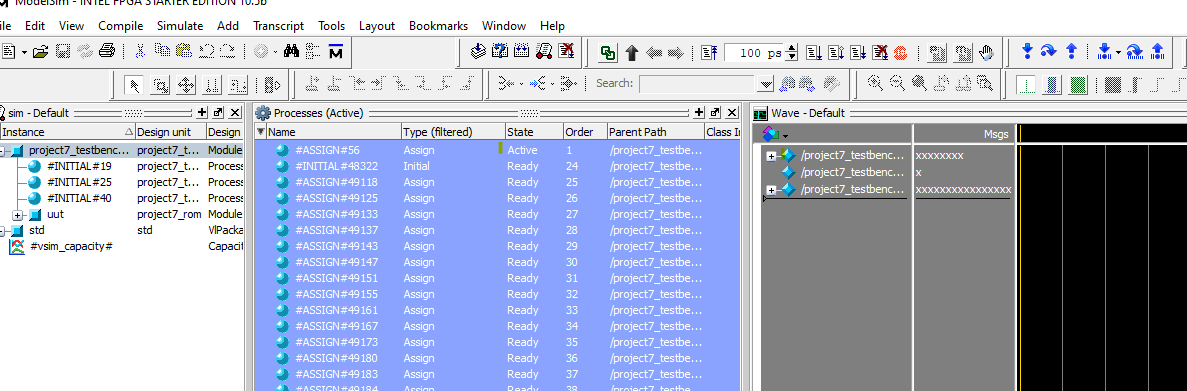 ModelSim - INTEL FPGA STARTER EDITION 10.5b
ile Edit View Compile Simulate Add Transcript Tools Layout Bookmarks Window Help
100 ps
Search:
sim - Default
Processes (Active)
Wave - Default
Instance Design unit Design
Name Type (filtered) State Order Parent Path Class In
Msgs
project7_testbenc... project7_t... Module
#INITIAL#19 project7_t... Process
#INITIAL#25 project7_t... Process
#INITIAL#40 project7_t... Process
uut project7_rom Module
std std VlPacka
#vsim_capacity# Capacit
#ASSIGN#56 Assign Active 1 /project7_testbe...
#INITIAL#48322 Initial Ready 24 /project7_testbe...
#ASSIGN#49118 Assign Ready 25 /project7_testbe...
#ASSIGN#49125 Assign Ready 26 /project7_testbe...
#ASSIGN#49133 Assign Ready 27 /project7_testbe...
#ASSIGN#49137 Assign Ready 28 /project7_testbe...
#ASSIGN#49143 Assign Ready 29 /project7_testbe...
#ASSIGN#49147 Assign Ready 30 /project7_testbe...
#ASSIGN#49151 Assign Ready 31 /project7_testbe...
#ASSIGN#49155 Assign Ready 32 /project7_testbe...
#ASSIGN#49161 Assign Ready 33 /project7_testbe...
#ASSIGN#49167 Assign Ready 34 /project7_testbe...
#ASSIGN#49173 Assign Ready 35 /project7_testbe...
#ASSIGN#49180 Assign Ready 36 /project7_testbe...
#ASSIGN#49183 Assign Ready 37 /project7_testbe...
#ASSIGN#49184 Assign Ready 38 /project7_testbe...
/project7_testbenc... xxxxxxxx
/project7_testbenc... x
/project7_testbenc... xxxxxxxxxxxxxxxx